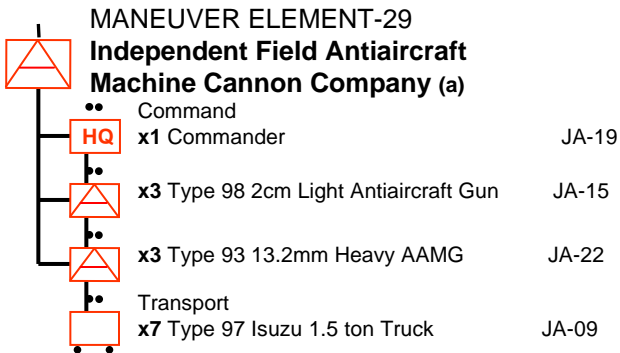 MANEUVER ELEMENT-29
Independent Field Antiaircraft
Machine Cannon Company (a)
Command
HQ x1 Commander JA-19
x3 Type 98 2cm Light Antiaircraft Gun JA-15
x3 Type 93 13.2mm Heavy AAMG JA-22
Transport
x7 Type 97 Isuzu 1.5 ton Truck JA-09